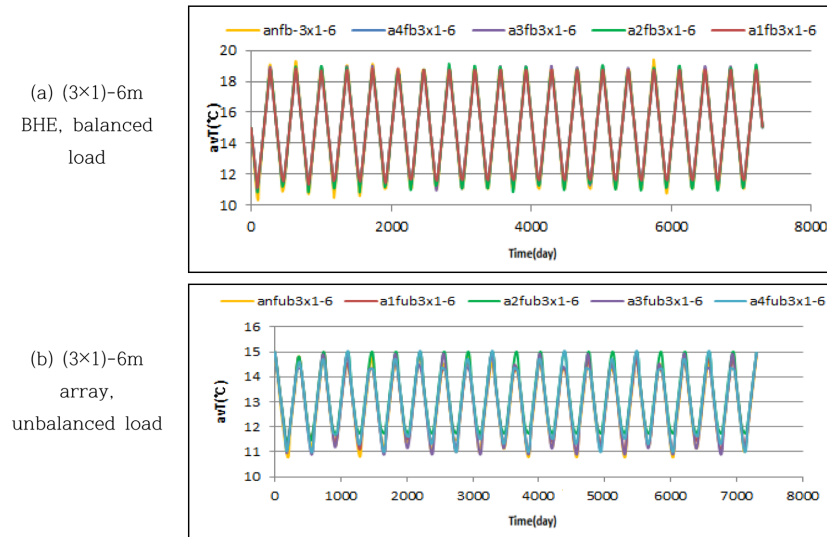 (a) (3×1)-6m
BHE, balanced
load
anfb-3x1-6 a4fb3x1-6 a3fb3x1-6 a2fb3x1-6 a1fb3x1-6
avT(℃)
20
18
16
14
12
10
0 2000 4000 6000 8000
Time(day)
(b) (3×1)-6m
array,
unbalanced load
anfub3x1-6 a1fub3x1-6 a2fub3x1-6 a3fub3x1-6 a4fub3x1-6
avT(℃)
16
15
14
13
12
11
10
0 1000 2000 3000 4000 5000 6000 7000 8000
Time(day)